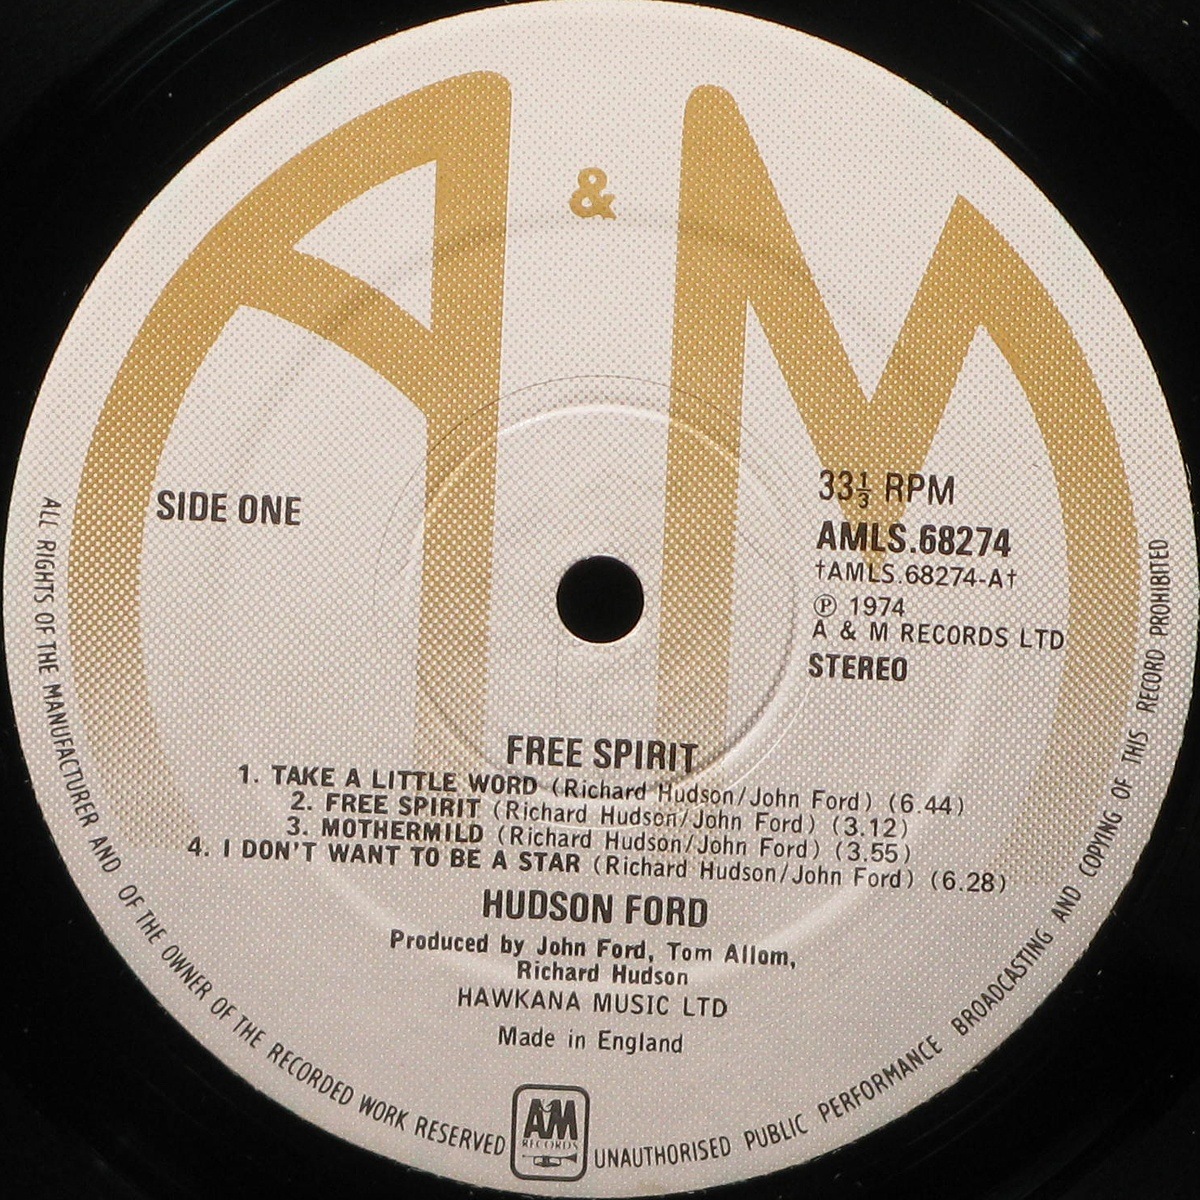 A & M
SIDE ONE
33⅓ RPM
AMLS.68274
†AMLS.68274-A†
℗ 1974
A & M RECORDS LTD
STEREO
FREE SPIRIT
1. TAKE A LITTLE WORD (Richard Hudson/John Ford) (6.44)
2. FREE SPIRIT (Richard Hudson/John Ford) (3.12)
3. MOTHERMILD (Richard Hudson/John Ford) (3.55)
4. I DON'T WANT TO BE A STAR (Richard Hudson/John Ford) (6.28)
HUDSON FORD
Produced by John Ford, Tom Allom,
Richard Hudson
HAWKANA MUSIC LTD
Made in England
ALL RIGHTS OF THE MANUFACTURER AND OF THE OWNER OF THE RECORDED WORK RESERVED
AM
RECORDS
UNAUTHORISED PUBLIC PERFORMANCE BROADCASTING AND COPYING OF THIS RECORD PROHIBITED